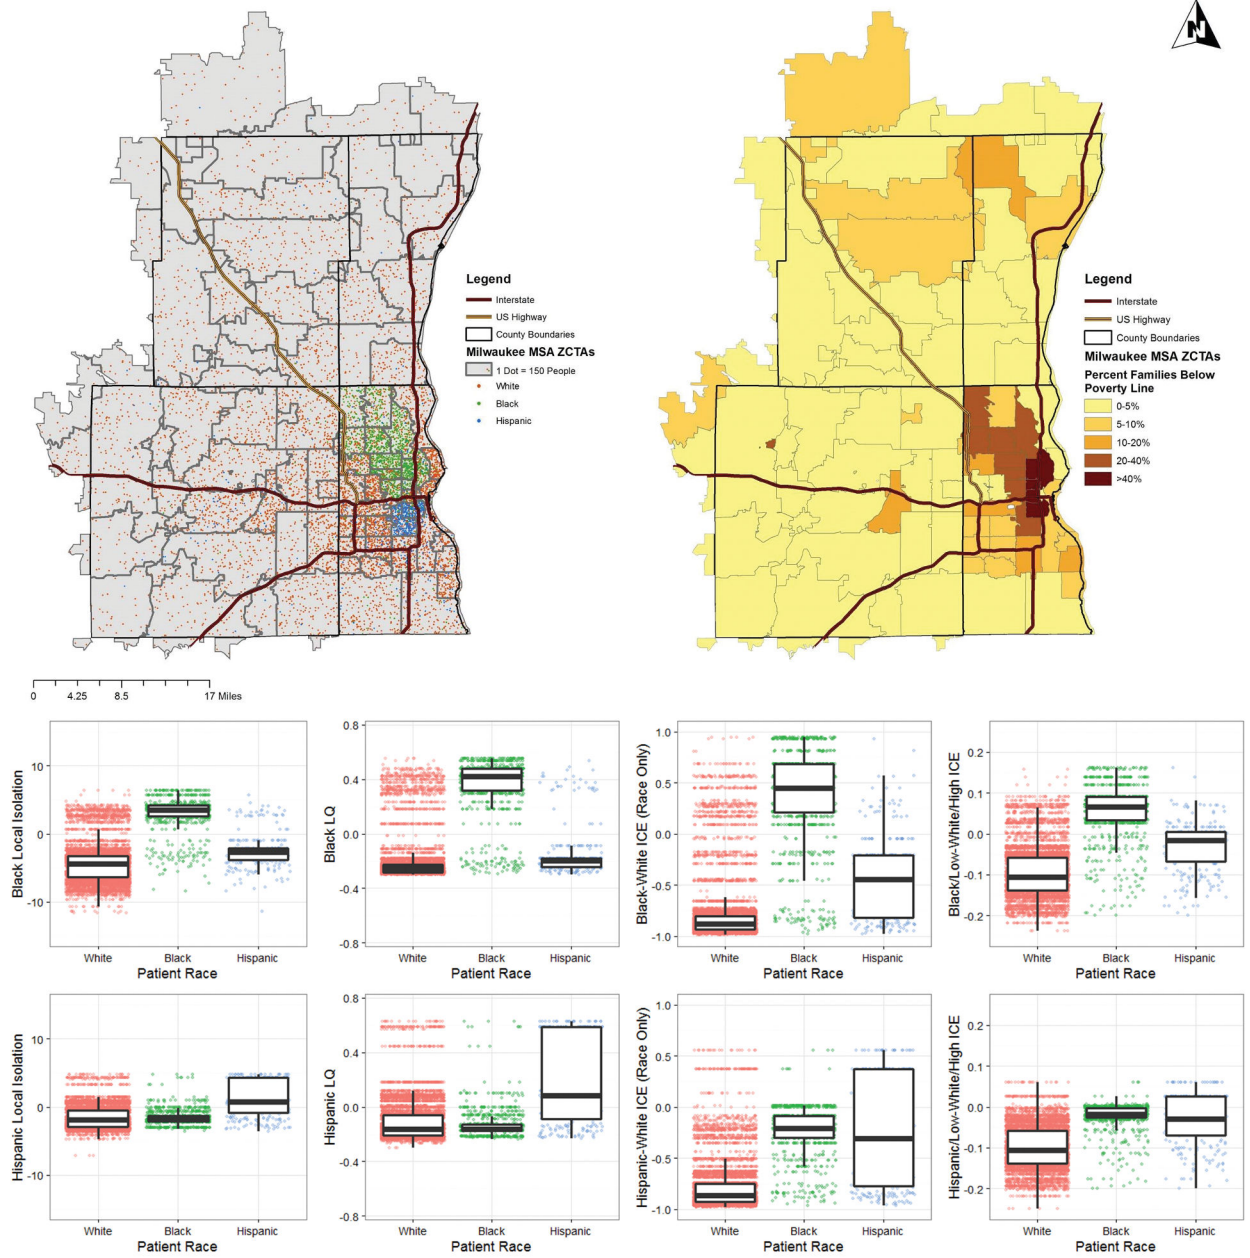 N
Legend
Interstate
US Highway
County Boundaries
Milwaukee MSA ZCTAs
1 Dot = 150 People
White
Black
Hispanic
Legend
Interstate
US Highway
County Boundaries
Milwaukee MSA ZCTAs
Percent Families Below
Poverty Line
0-5%
5-10%
10-20%
20-40%
>40%
0 4.25 8.5 17 Miles
Black Local Isolation
10
0
-10
White Black Hispanic
Patient Race
Black LQ
0.8
0.4
0.0
-0.4
-0.8
White Black Hispanic
Patient Race
Black-White ICE (Race Only)
1.0
0.5
0.0
-0.5
-1.0
White Black Hispanic
Patient Race
Black/Low-White/High ICE
0.2
0.1
0.0
-0.1
-0.2
White Black Hispanic
Patient Race
Hispanic Local Isolation
10
0
-10
White Black Hispanic
Patient Race
Hispanic LQ
0.8
0.4
0.0
-0.4
-0.8
White Black Hispanic
Patient Race
Hispanic-White ICE (Race Only)
1.0
0.5
0.0
-0.5
-1.0
White Black Hispanic
Patient Race
Hispanic/Low-White/High ICE
0.2
0.1
0.0
-0.1
-0.2
White Black Hispanic
Patient Race